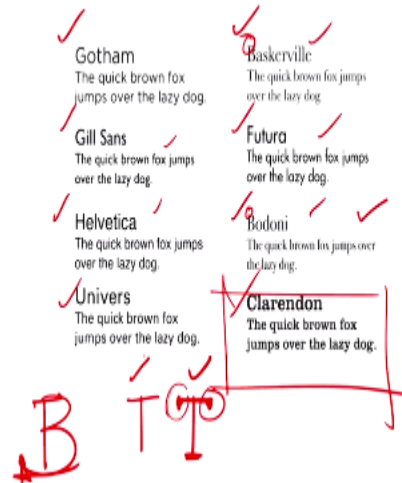 Gotham
The quick brown fox
jumps over the lazy dog.
Gill Sans
The quick brown fox jumps
over the lazy dog.
Helvetica
The quick brown fox jumps
over the lazy dog.
Univers
The quick brown fox
jumps over the lazy dog.
Baskerville
The quick brown fox jumps
over the lazy dog
Futura
The quick brown fox jumps
over the lazy dog.
Bodoni
The quick brown fox jumps over
the lazy dog.
Clarendon
The quick brown fox
jumps over the lazy dog.
B T T